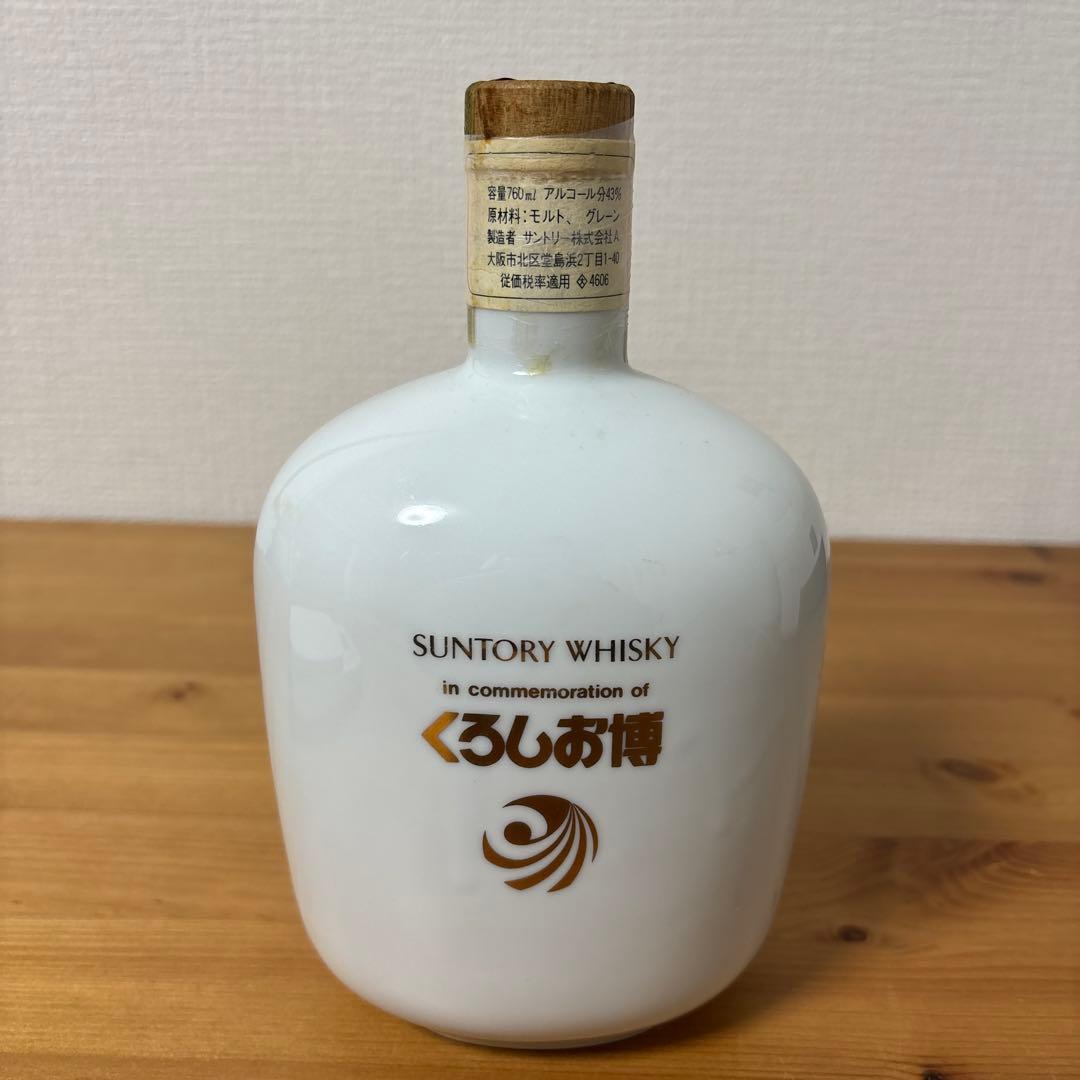 容量760ml アルコール分43%
原材料:モルト、グレーン
製造者 サントリー株式会社A
大阪市北区堂島浜2丁目1-40
従価税率適用 4606
SUNTORY WHISKY
in commemoration of
くろしお博